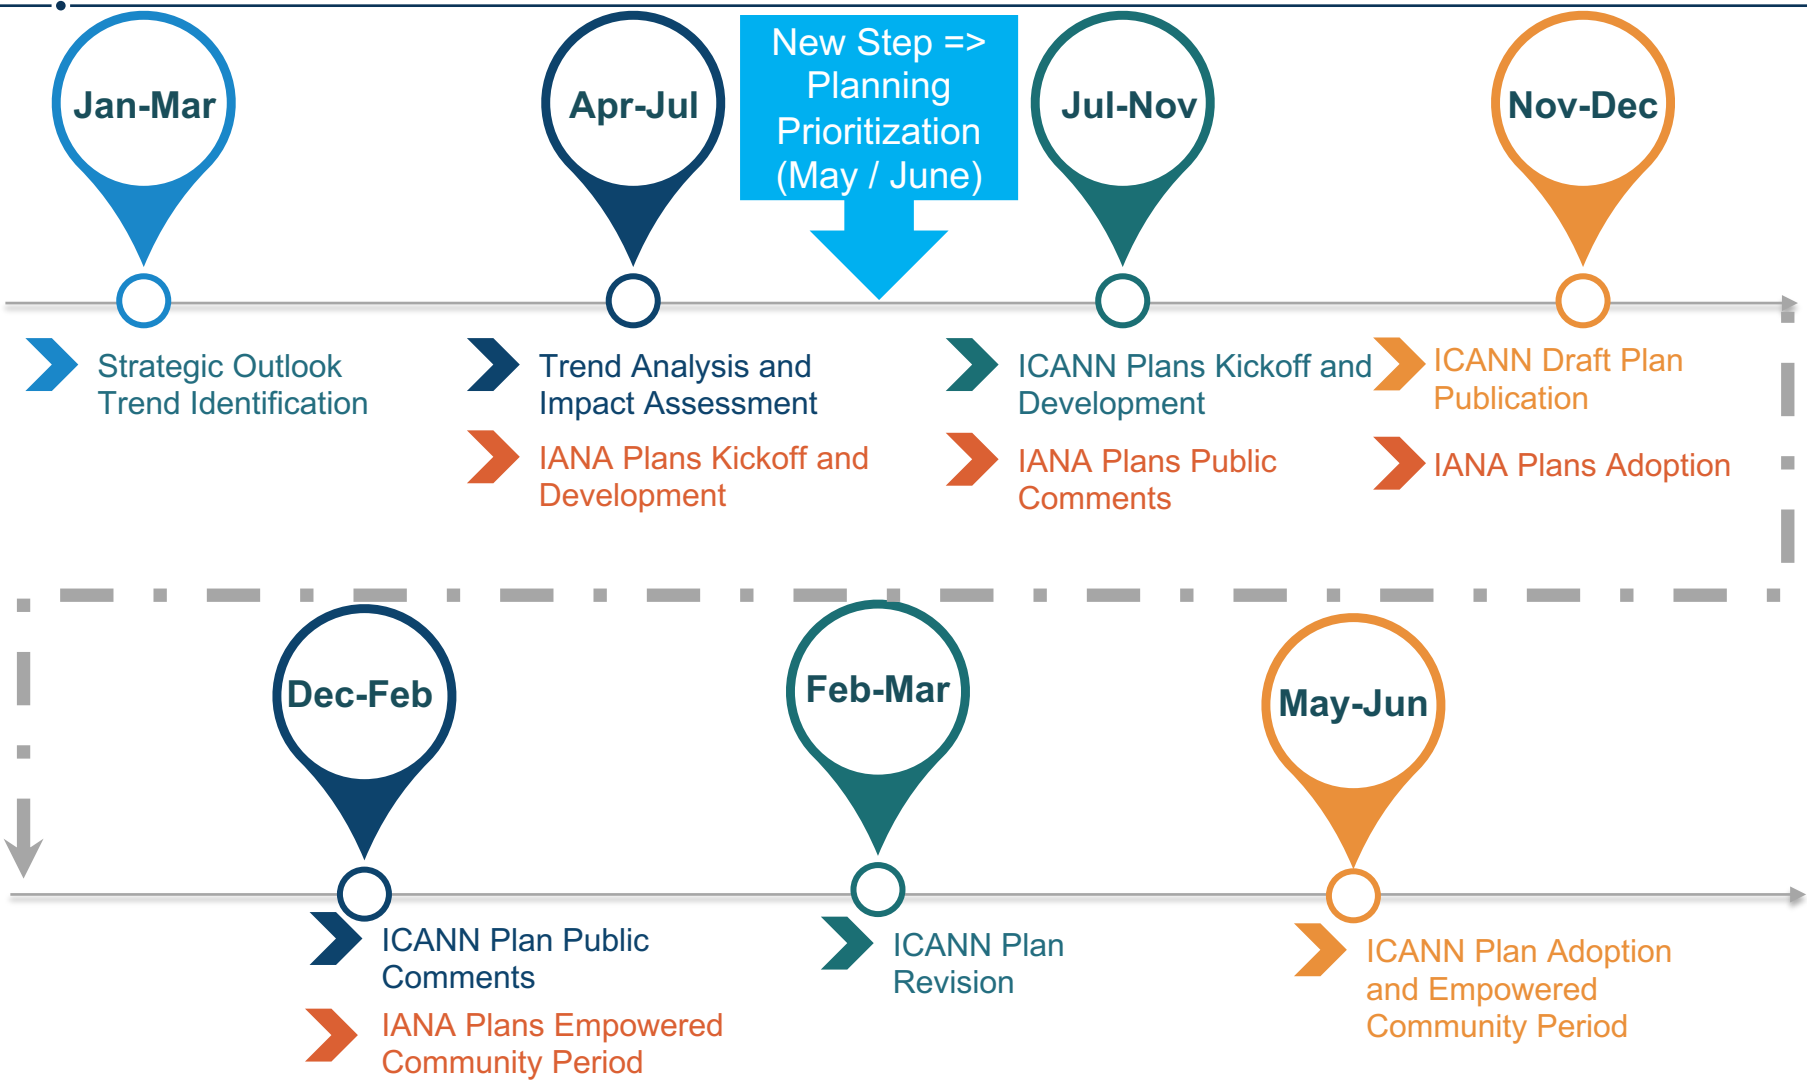 Jan-Mar
Apr-Jul
New Step =>
Planning
Prioritization
(May / June)
Jul-Nov
Nov-Dec
Strategic Outlook
Trend Identification
Trend Analysis and
Impact Assessment
IANA Plans Kickoff and
Development
ICANN Plans Kickoff and
Development
IANA Plans Public
Comments
ICANN Draft Plan
Publication
IANA Plans Adoption
Dec-Feb
Feb-Mar
May-Jun
ICANN Plan Public
Comments
IANA Plans Empowered
Community Period
ICANN Plan
Revision
ICANN Plan Adoption
and Empowered
Community Period